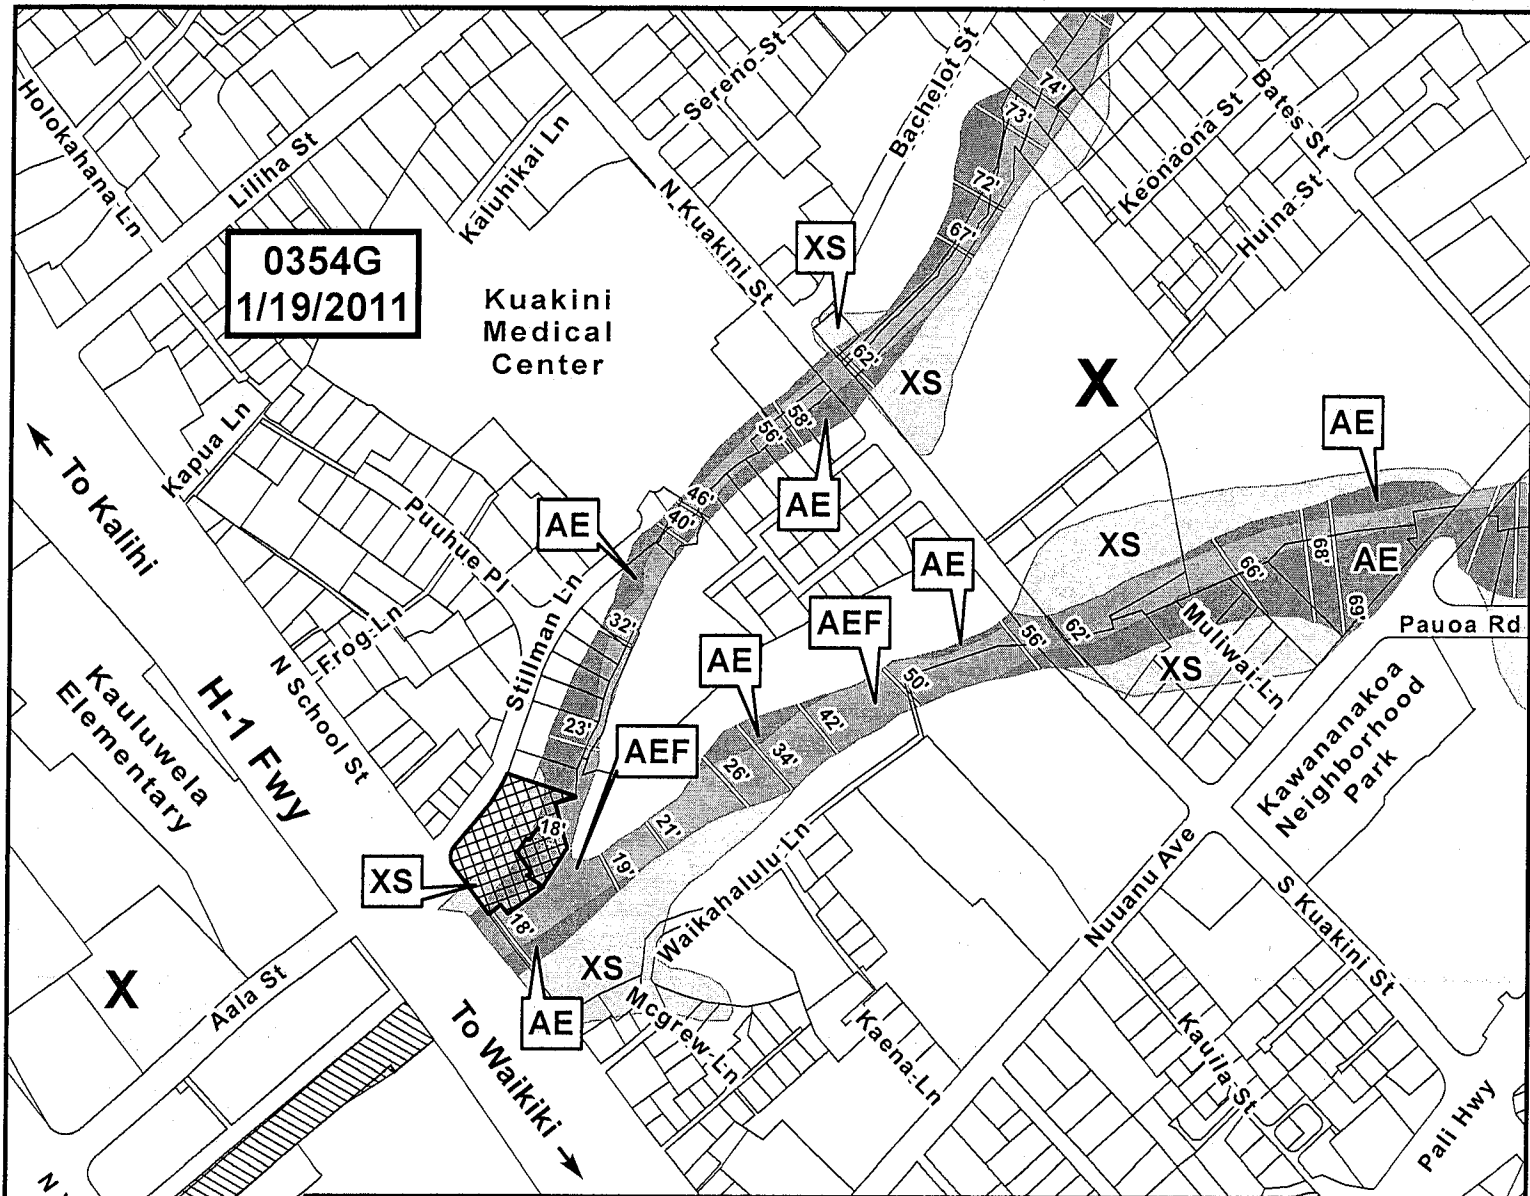 Holokahana Ln
Liliha St
Kaluhikai Ln
Sereno St
Bachelot St
N Kuakini St
Keonaona St
Bates St
Huina St
74'
73'
72'
67'
XS
0354G
1/19/2011
Kuakini
Medical
Center
62'
XS
X
AE
58'
56'
AE
46'
40'
AE
Kapua Ln
To Kalihi
Puuhue Pl
Frog Ln
Stillman Ln
32'
23'
AE
AEF
AE
XS
68'
AE
66'
69'
62'
56'
50'
42'
34'
26'
21'
19'
18'
18'
Muliwai Ln
XS
Pauoa Rd
Kawananakoa
Neighborhood
Park
Kauluwela
Elementary
H-1 Fwy
N School St
AEF
XS
XS
AE
X
Aala St
To Waikiki
Waikahalulu Ln
Mcgrew Ln
Kaena Ln
Nuuanu Ave
S Kuakini St
Kauila St
Pali Hwy
N